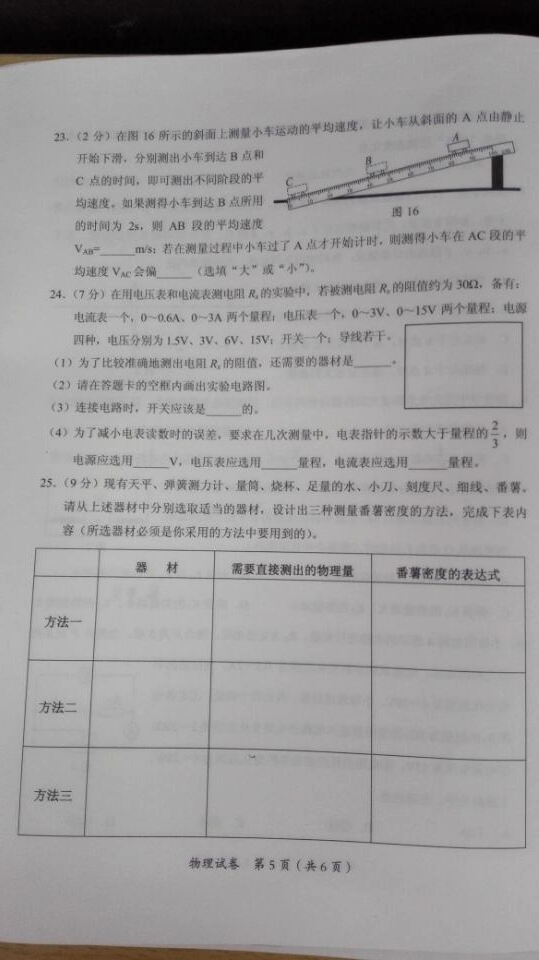 23.（2 分）在图 16 所示的斜面上测量小车运动的平均速度，让小车从斜面的 A 点由静止
开始下滑，分别测出小车到达 B 点和
C 点的时间，即可测出不同阶段的平
均速度。如果测得小车到达 B 点所用
的时间为 2s，则 AB 段的平均速度
A
B
C
图 16
VAB=______m/s；若在测量过程中小车过了 A 点才开始计时，则测得小车在 AC 段的平
均速度 VAC会偏______（选填“大”或“小”）。
24.（7 分）在用电压表和电流表测电阻 Rx的实验中，若被测电阻 Rx的阻值约为 30Ω，备有：
电流表一个，0～0.6A、0～3A 两个量程；电压表一个，0～3V、0～15V 两个量程；电源
四种，电压分别为1.5V、3V、6V、15V；开关一个；导线若干。
（1）为了比较准确地测出电阻 Rx的阻值，还需要的器材是______。
（2）请在答题卡的空框内画出实验电路图。
（3）连接电路时，开关应该是______的。
（4）为了减小电表读数时的误差，要求在几次测量中，电表指针的示数大于量程的2/3，则
电源应选用______V，电压表应选用______量程，电流表应选用______量程。
25.（9 分）现有天平、弹簧测力计、量筒、烧杯、足量的水、小刀、刻度尺、细线、番薯。
请从上述器材中分别选取适当的器材，设计出三种测量番薯密度的方法，完成下表内
容（所选器材必须是你采用的方法中要用到的）。
器 材 需要直接测出的物理量 番薯密度的表达式
方法一
方法二
方法三
物理试卷 第 5 页（共 6 页）